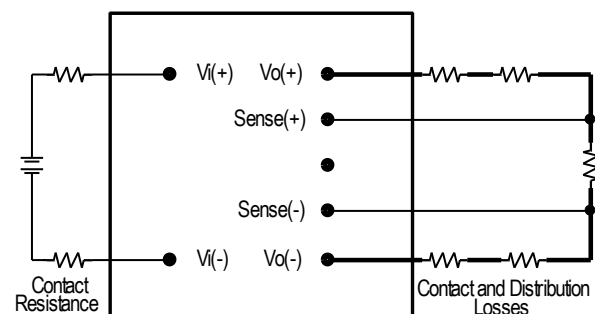 Vi(+) Vo(+)
Sense(+)
Sense(-)
Vi(-) Vo(-)
Contact
Resistance
Contact and Distribution
Losses